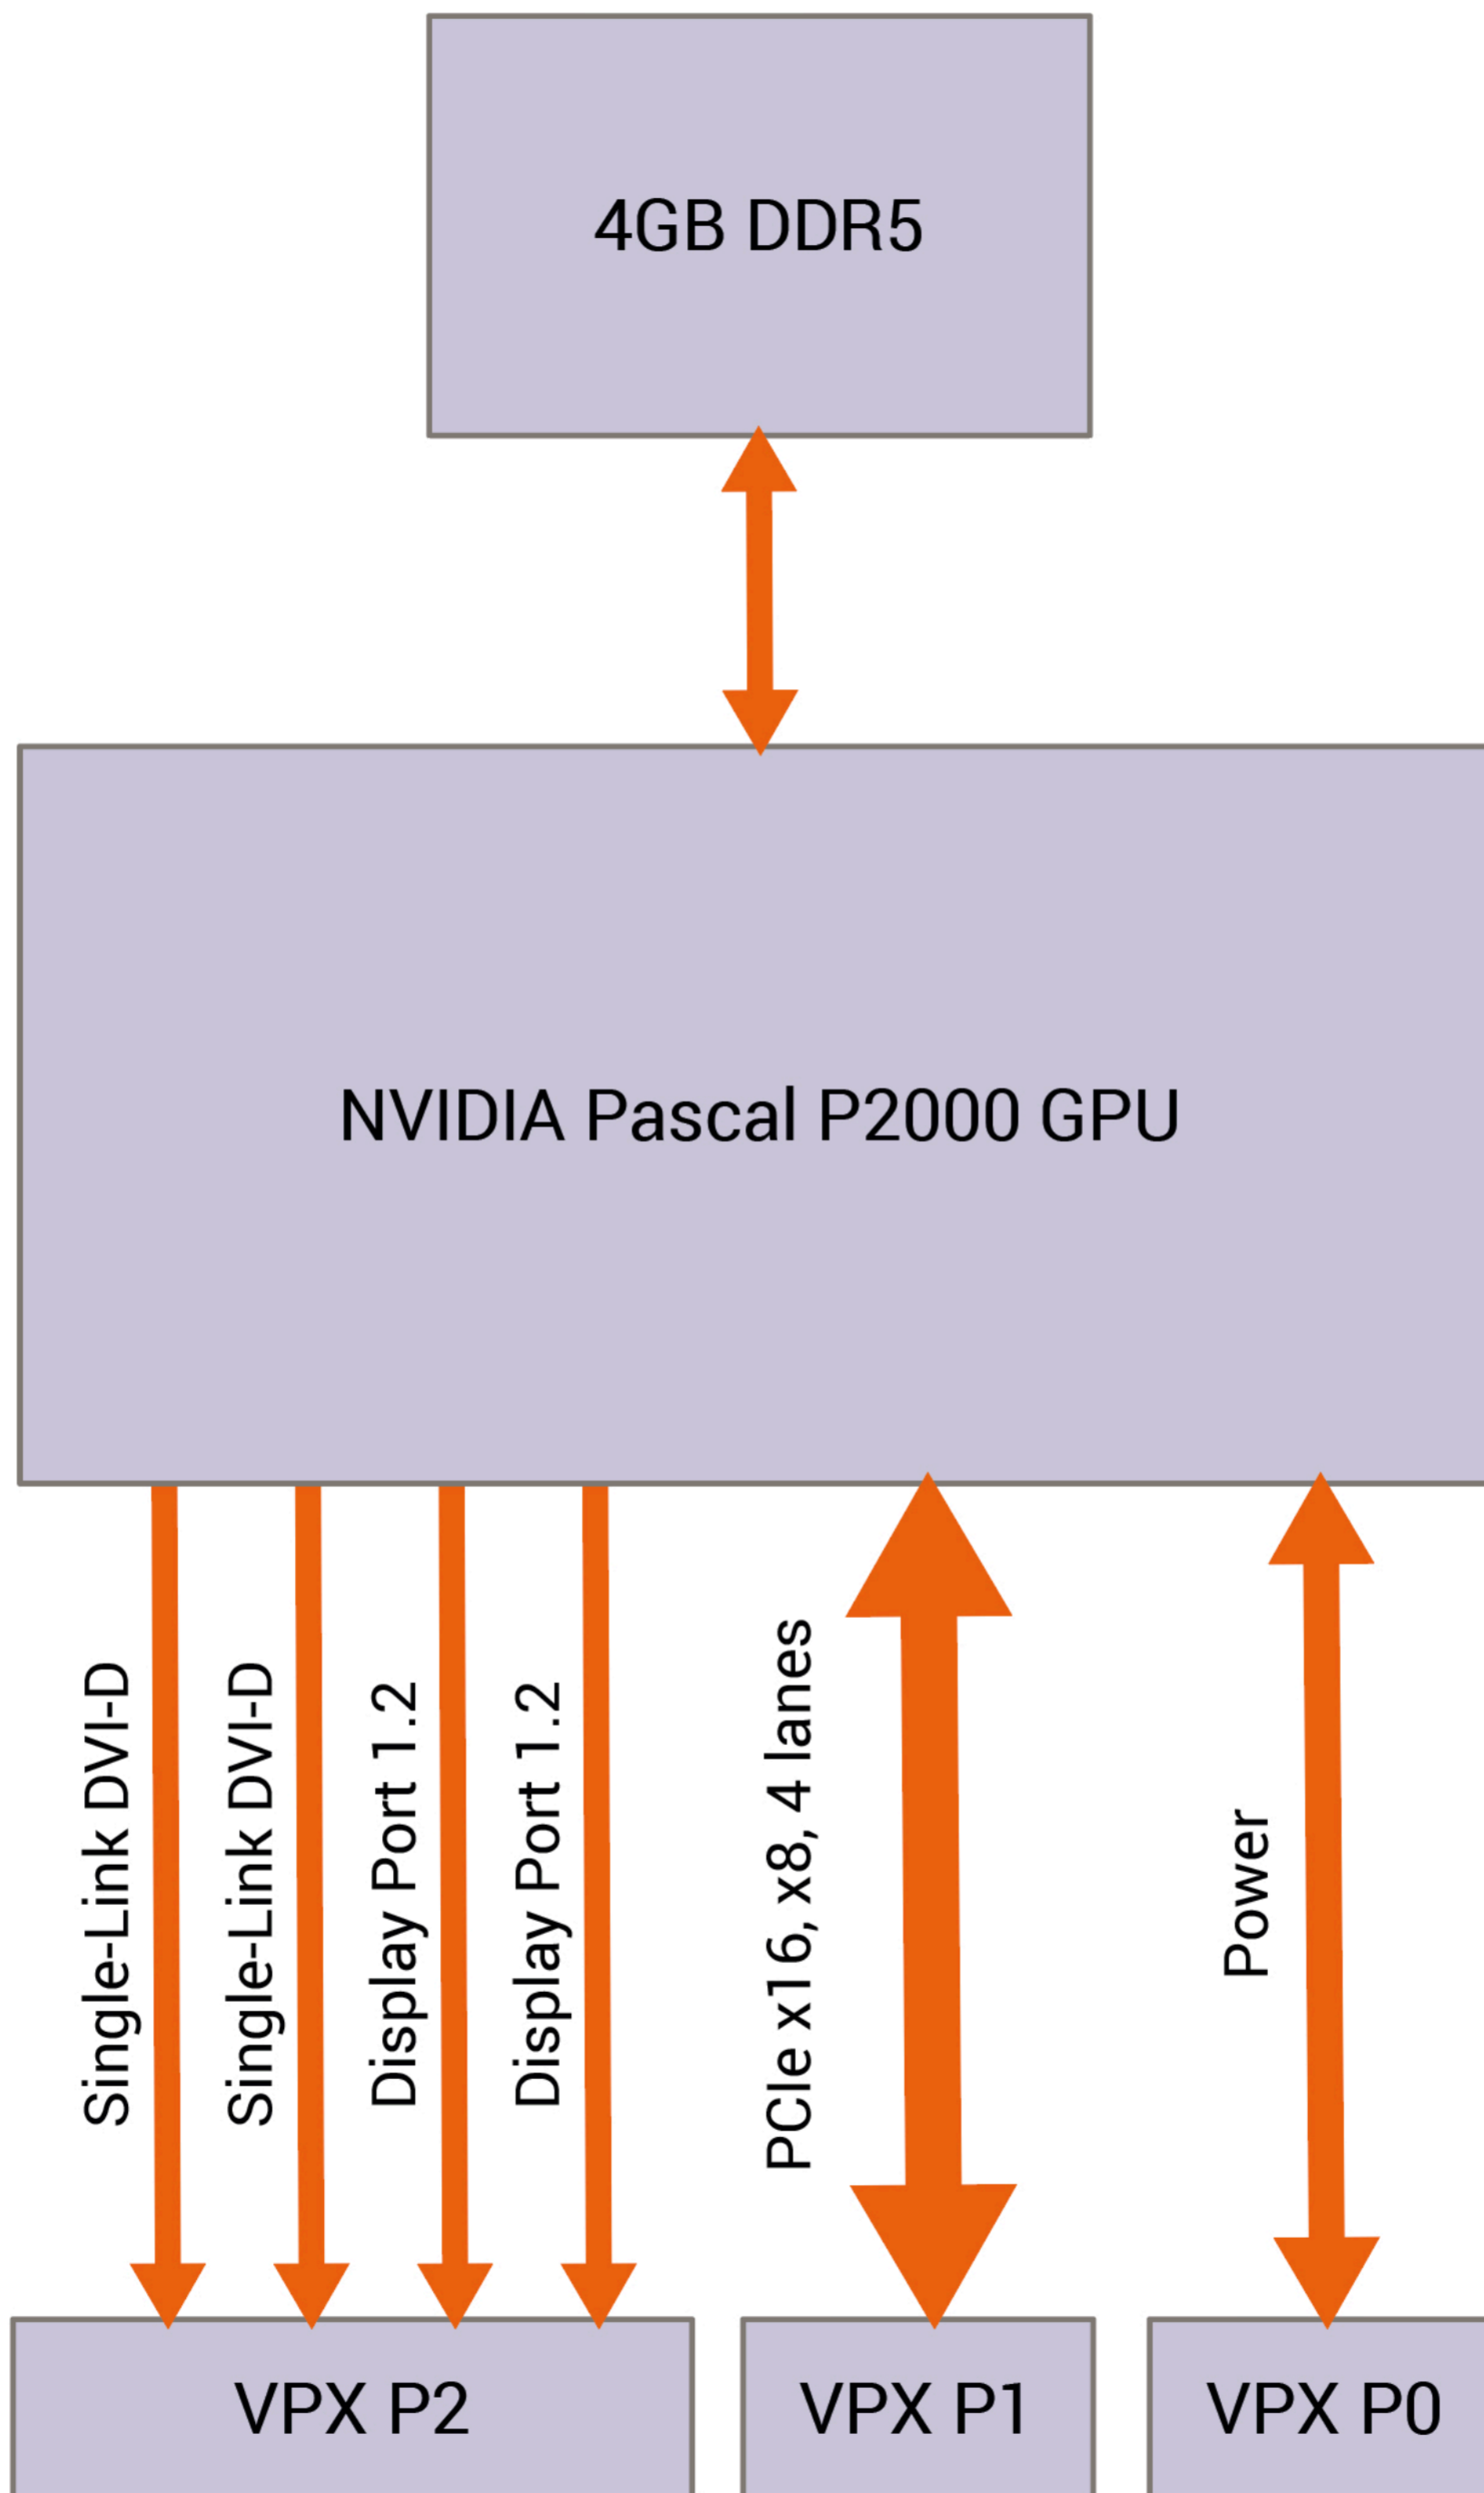 4GB DDR5
NVIDIA Pascal P2000 GPU
Single-Link DVI-D
Single-Link DVI-D
Display Port 1.2
Display Port 1.2
PCIe x16, x8, 4 lanes
Power
VPX P2
VPX P1
VPX P0